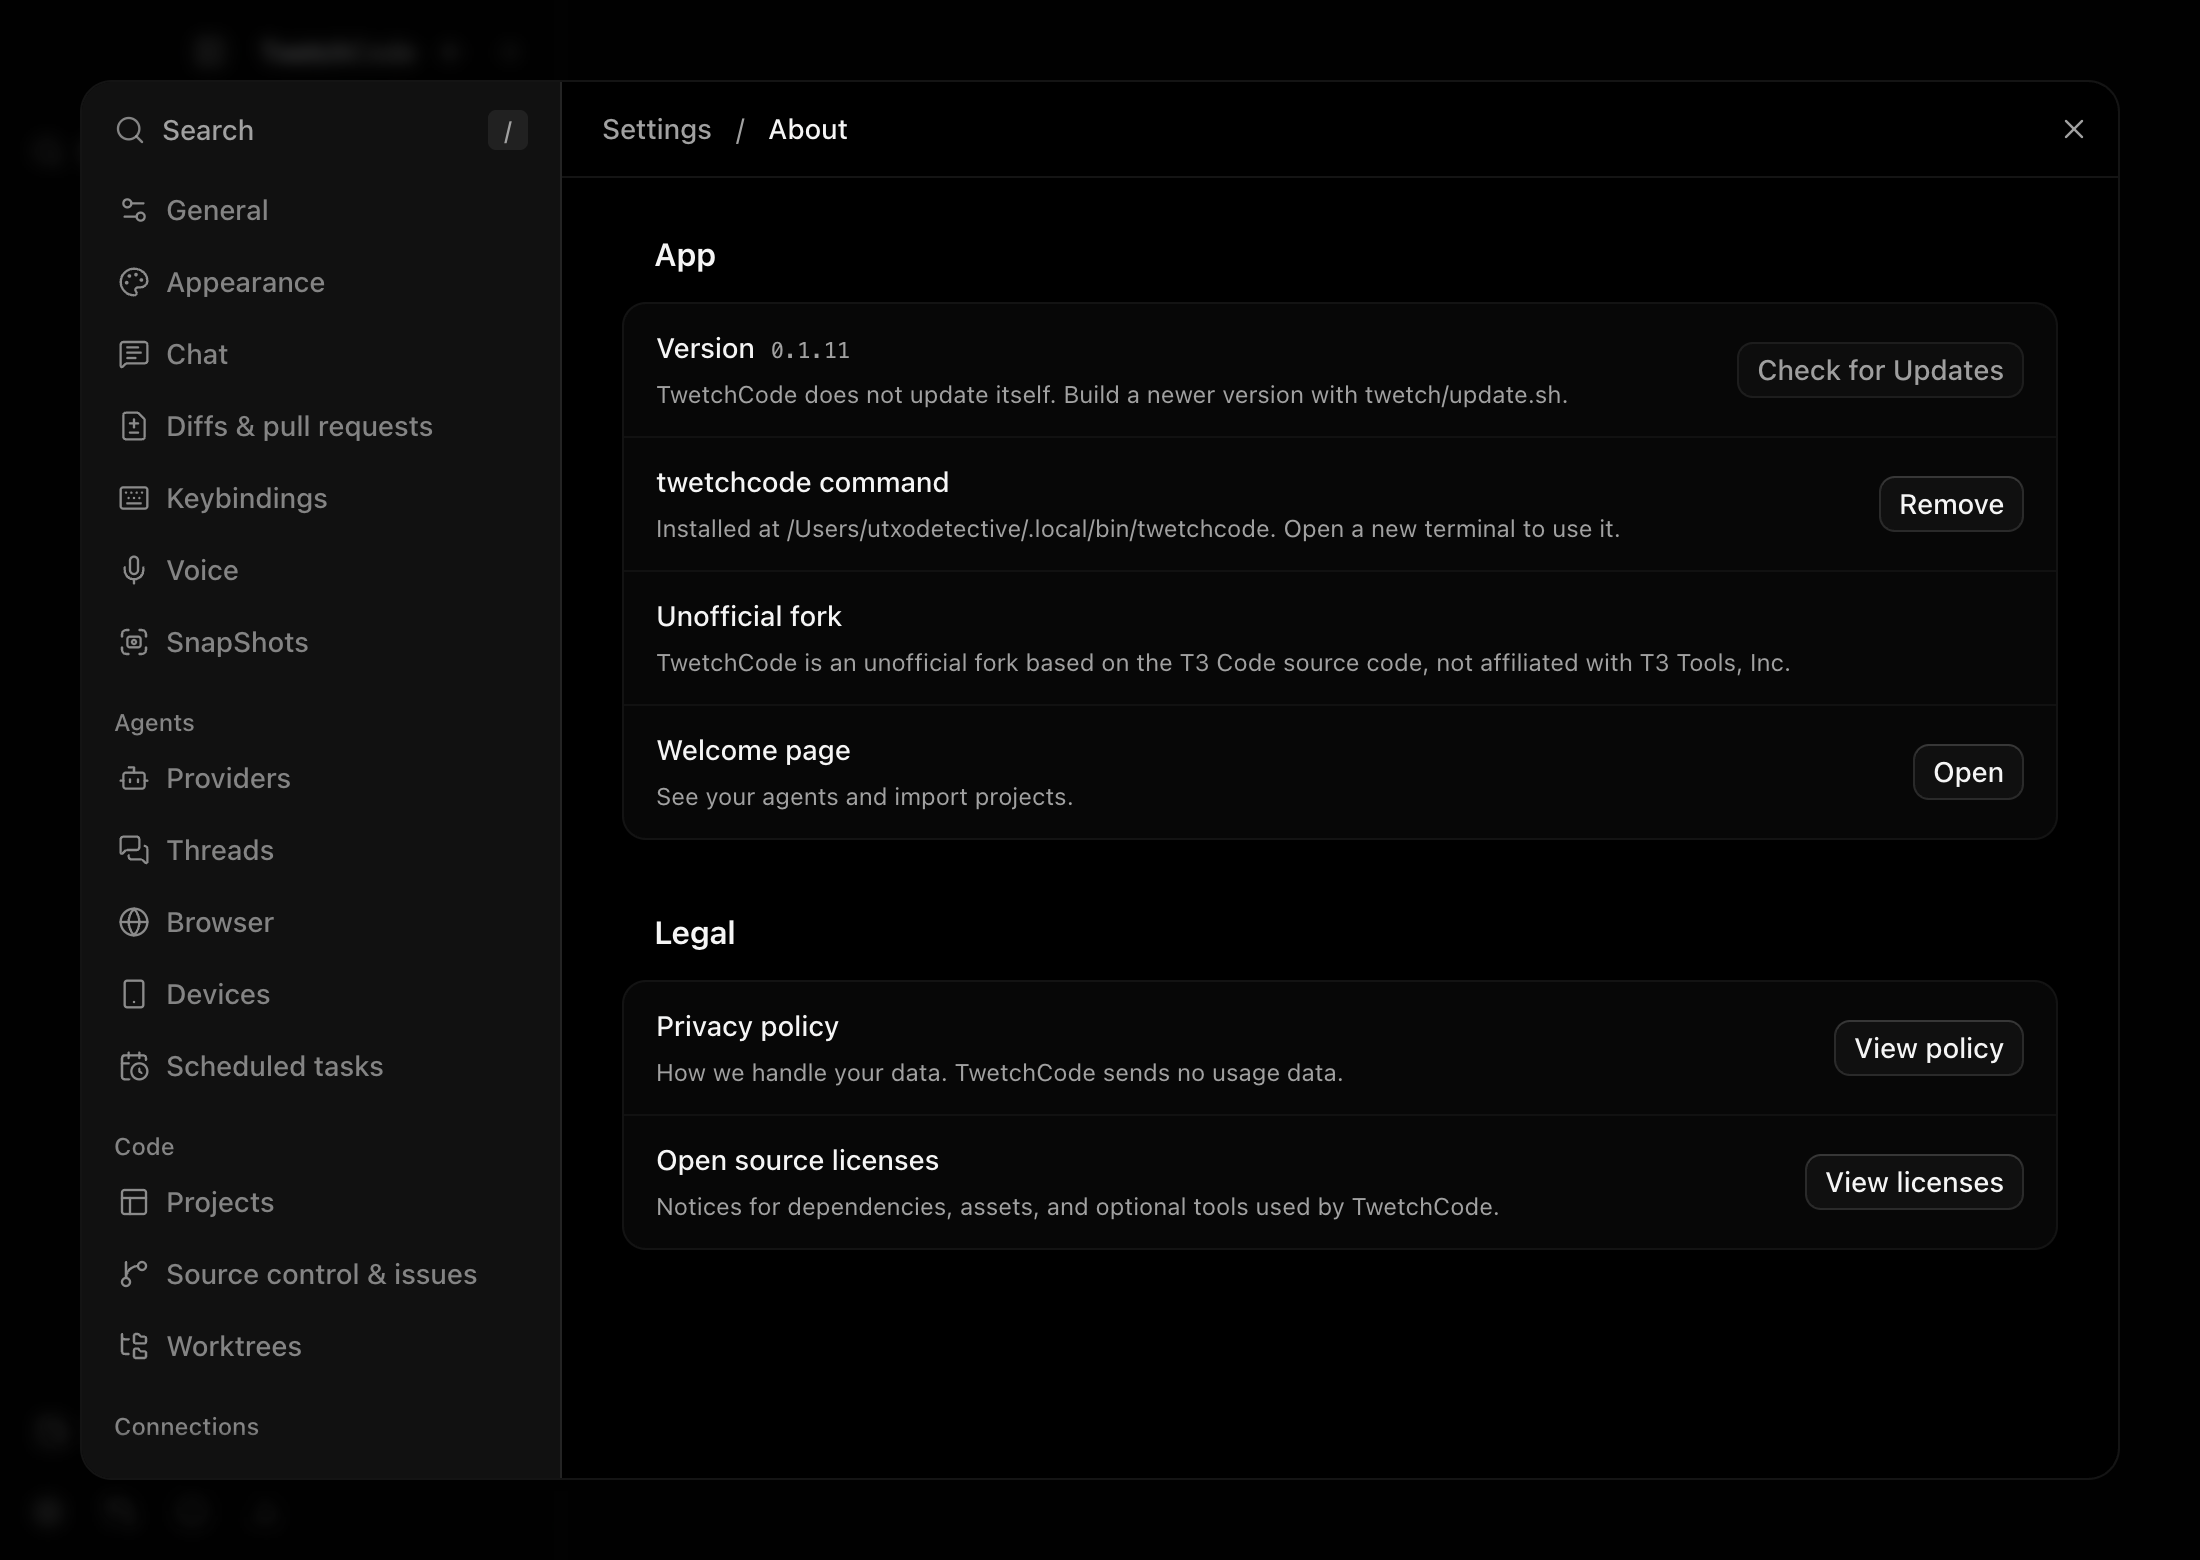 Search /
General
Appearance
Chat
Diffs & pull requests
Keybindings
Voice
SnapShots
Agents
Providers
Threads
Browser
Devices
Scheduled tasks
Code
Projects
Source control & issues
Worktrees
Connections
Settings / About
App
Version 0.1.11
TwetchCode does not update itself. Build a newer version with twetch/update.sh.
Check for Updates
twetchcode command
Installed at /Users/utxodetective/.local/bin/twetchcode. Open a new terminal to use it.
Remove
Unofficial fork
TwetchCode is an unofficial fork based on the T3 Code source code, not affiliated with T3 Tools, Inc.
Welcome page
See your agents and import projects.
Open
Legal
Privacy policy
How we handle your data. TwetchCode sends no usage data.
View policy
Open source licenses
Notices for dependencies, assets, and optional tools used by TwetchCode.
View licenses